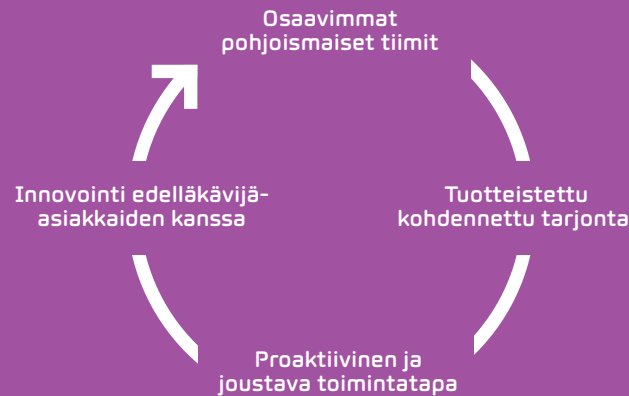 Osaavimmat
pohjoismaiset tiimit
Innovointi edelläkävijä-
asiakkaiden kanssa
Tuotteistettu
kohdennettu tarjonta
Proaktiivinen ja
joustava toimintatapa